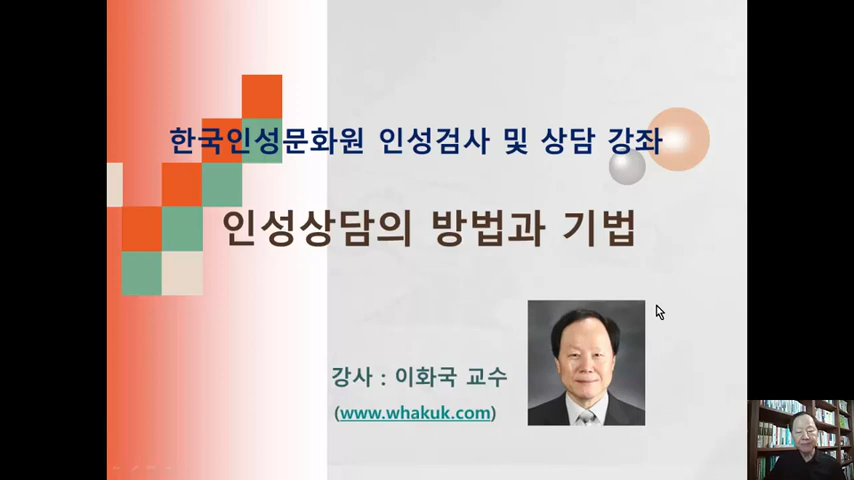 한국인성문화원 인성검사 및 상담 강좌
인성상담의 방법과 기법
강사 : 이화국 교수
(www.whakuk.com)